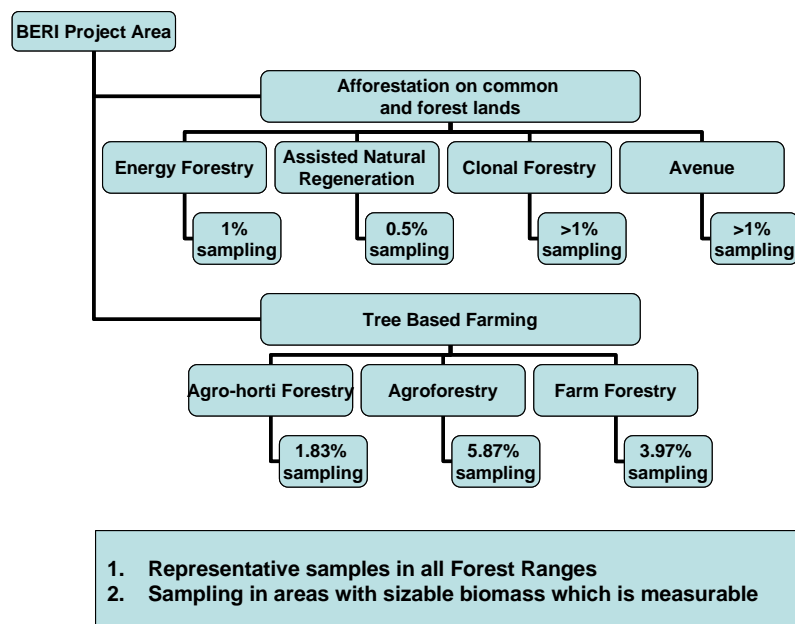 BERI Project Area
Afforestation on common
and forest lands
Energy Forestry
Assisted Natural
Regeneration
Clonal Forestry
Avenue
1%
sampling
0.5%
sampling
>1%
sampling
>1%
sampling
Tree Based Farming
Agro-horti Forestry
Agroforestry
Farm Forestry
1.83%
sampling
5.87%
sampling
3.97%
sampling
1. Representative samples in all Forest Ranges
2. Sampling in areas with sizable biomass which is measurable